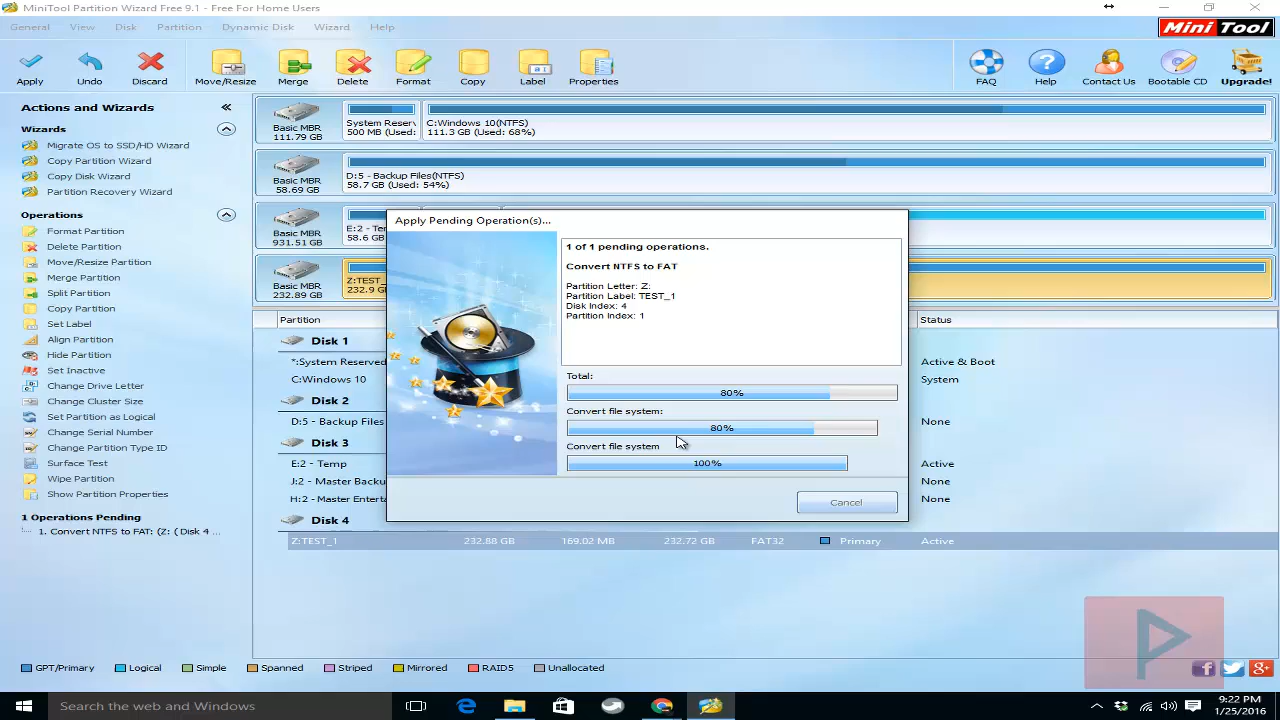 MiniTool Partition Wizard Free 9.1 - Free For Home Users
General View Disk Partition Dynamic Disk Wizard Help
Mini Tool
Apply Undo Discard Move/Resize Merge Delete Format Copy Label Properties FAQ Help Contact Us Bootable CD Upgrade!
Actions and Wizards
Wizards
Migrate OS to SSD/HD Wizard
Copy Partition Wizard
Copy Disk Wizard
Partition Recovery Wizard
Operations
Format Partition
Delete Partition
Move/Resize Partition
Merge Partition
Split Partition
Copy Partition
Set Label
Align Partition
Hide Partition
Set Inactive
Change Drive Letter
Change Cluster Size
Set Partition as Logical
Change Serial Number
Change Partition Type ID
Surface Test
Wipe Partition
Show Partition Properties
1 Operations Pending
1. Convert NTFS to FAT: (Z: ( Disk 4 ...
Basic MBR
111.79 GB
System Reserv
500 MB (Used:
C:Windows 10(NTFS)
111.3 GB (Used: 68%)
Basic MBR
58.69 GB
D:5 - Backup Files(NTFS)
58.7 GB (Used: 54%)
Basic MBR
931.51 GB
E:2 - Te
58.6 GB
Basic MBR
232.89 GB
Z:TEST_
232.9 G
Apply Pending Operation(s)...
1 of 1 pending operations.
Convert NTFS to FAT
Partition Letter: Z:
Partition Label: TEST_1
Disk Index: 4
Partition Index: 1
Total:
80%
Convert file system:
80%
Convert file system
100%
Cancel
Partition Status
Disk 1
*:System Reserved Active & Boot
C:Windows 10 System
Disk 2
D:5 - Backup Files None
Disk 3
E:2 - Temp Active
J:2 - Master Backu None
H:2 - Master Enterta None
Disk 4
Z:TEST_1 232.88 GB 169.02 MB 232.72 GB FAT32 Primary Active
GPT/Primary Logical Simple Spanned Striped Mirrored RAID5 Unallocated
Search the web and Windows
9:22 PM
1/25/2016